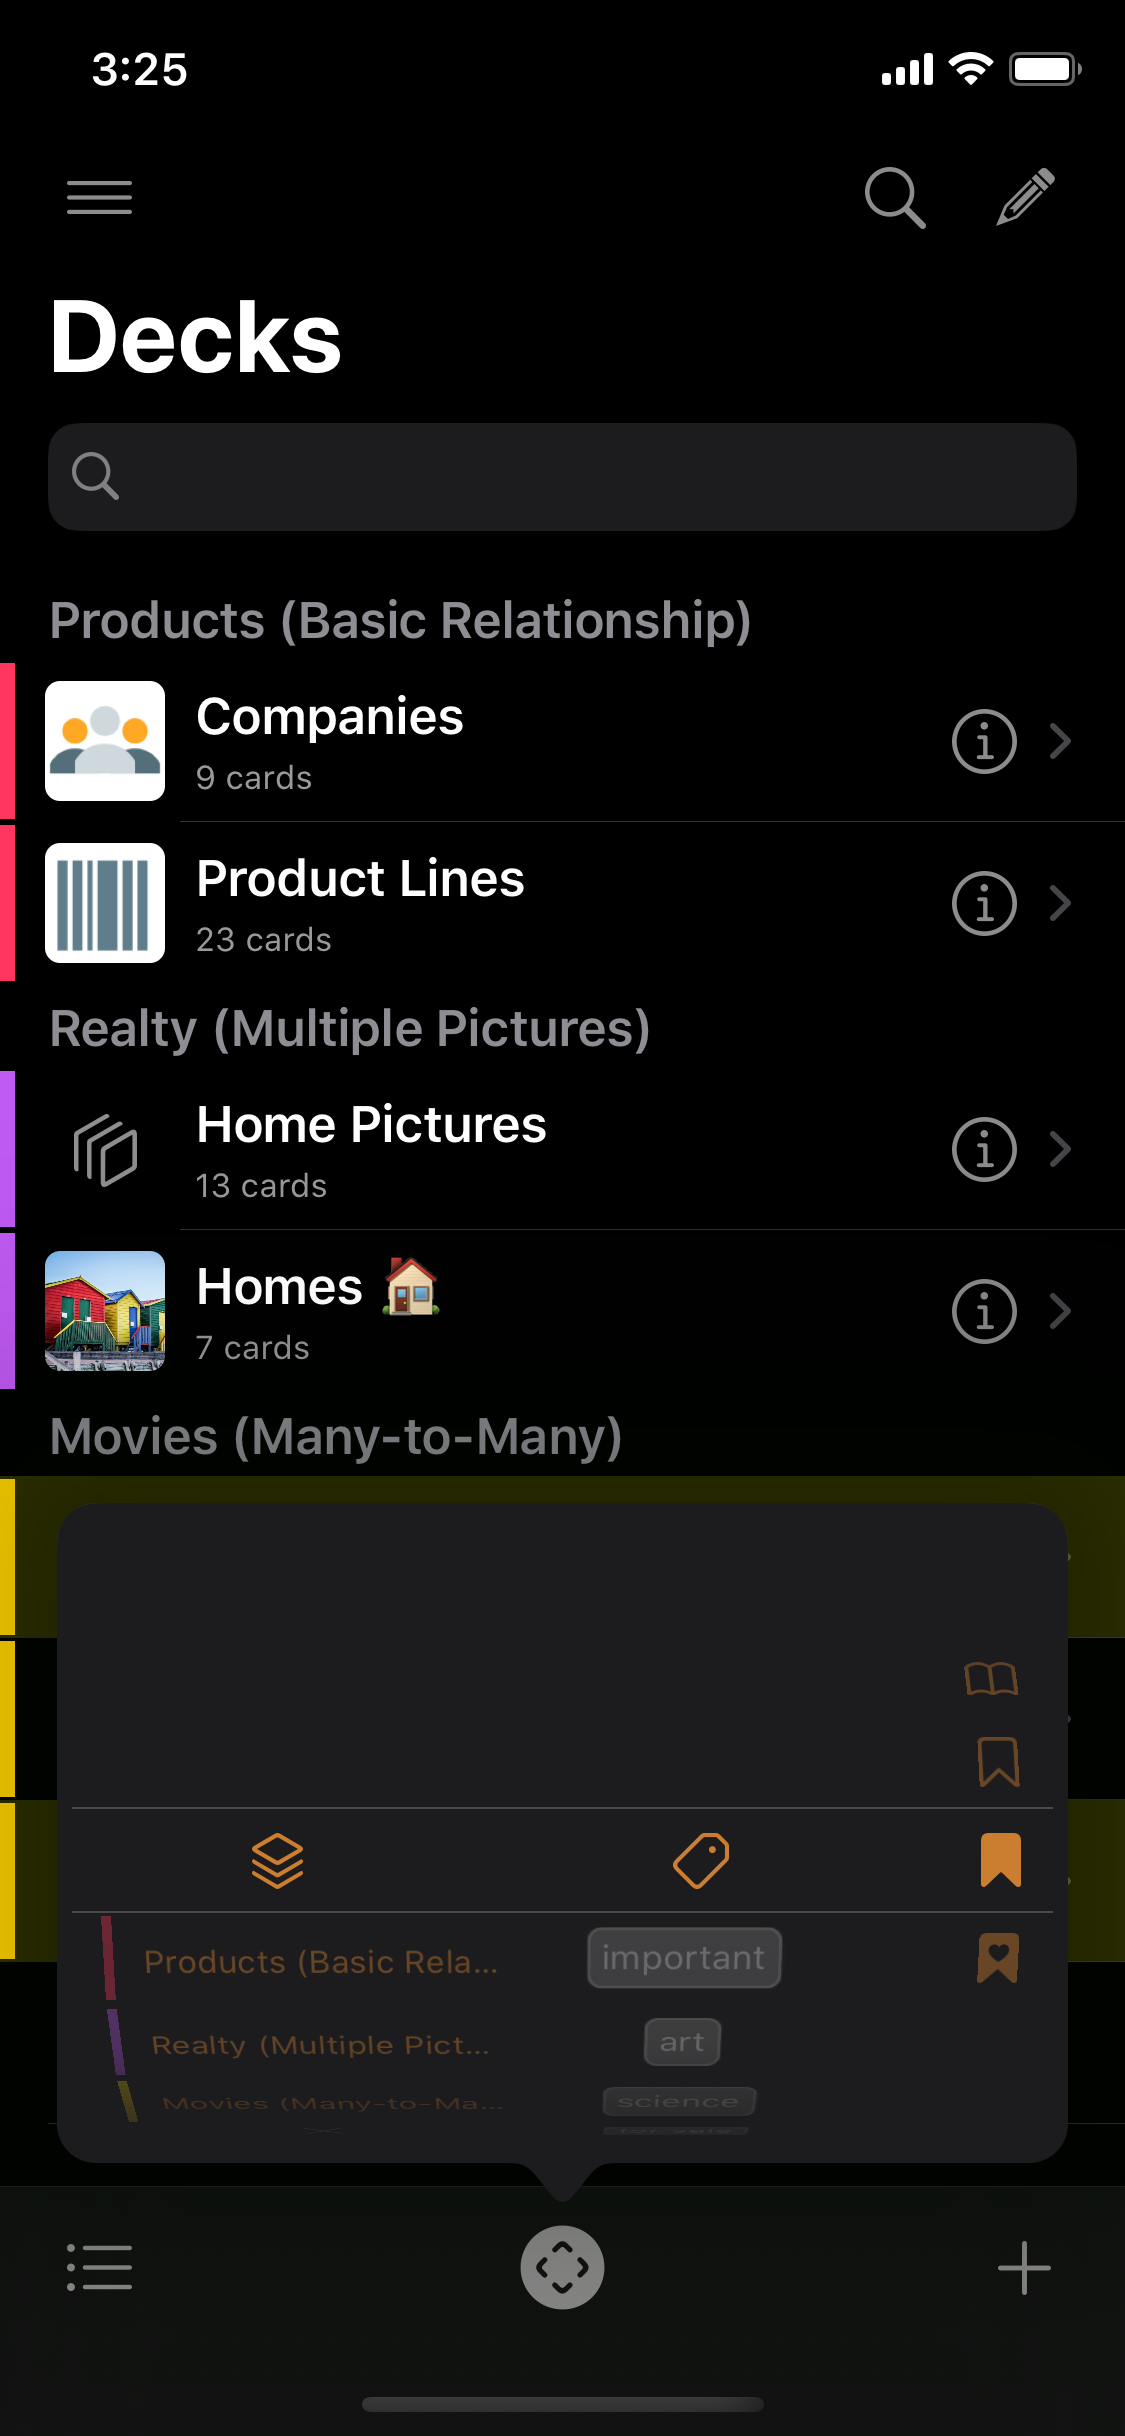 3:25
Decks
Products (Basic Relationship)
Companies
9 cards
Product Lines
23 cards
Realty (Multiple Pictures)
Home Pictures
13 cards
Homes 🏠
7 cards
Movies (Many-to-Many)
Products (Basic Rela...
important
Realty (Multiple Pict...
art
Movies (Many-to-Ma...
science